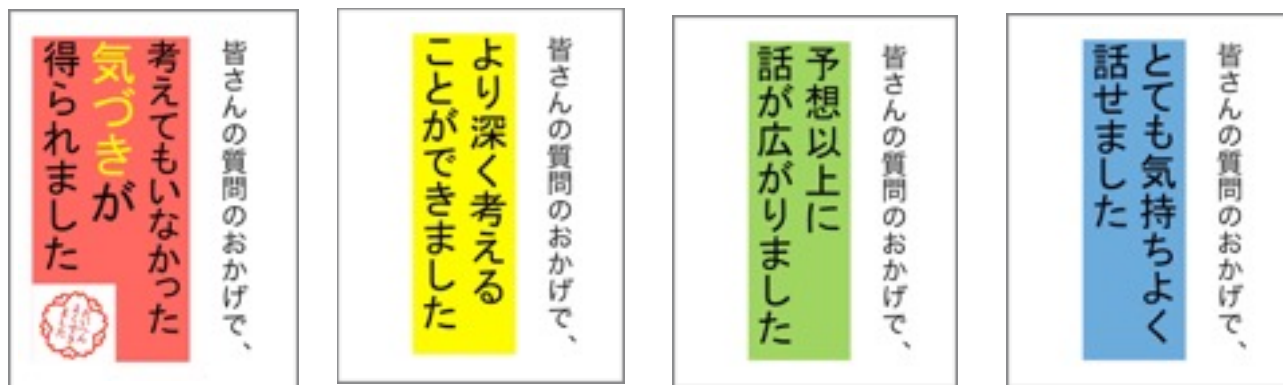 皆さんの質問のおかげで、
考えてもいなかった
気づきが
得られました
皆さんの質問のおかげで、
より深く考える
ことができました
皆さんの質問のおかげで、
予想以上に
話が広がりました
皆さんの質問のおかげで、
とても気持ちよく
話せました